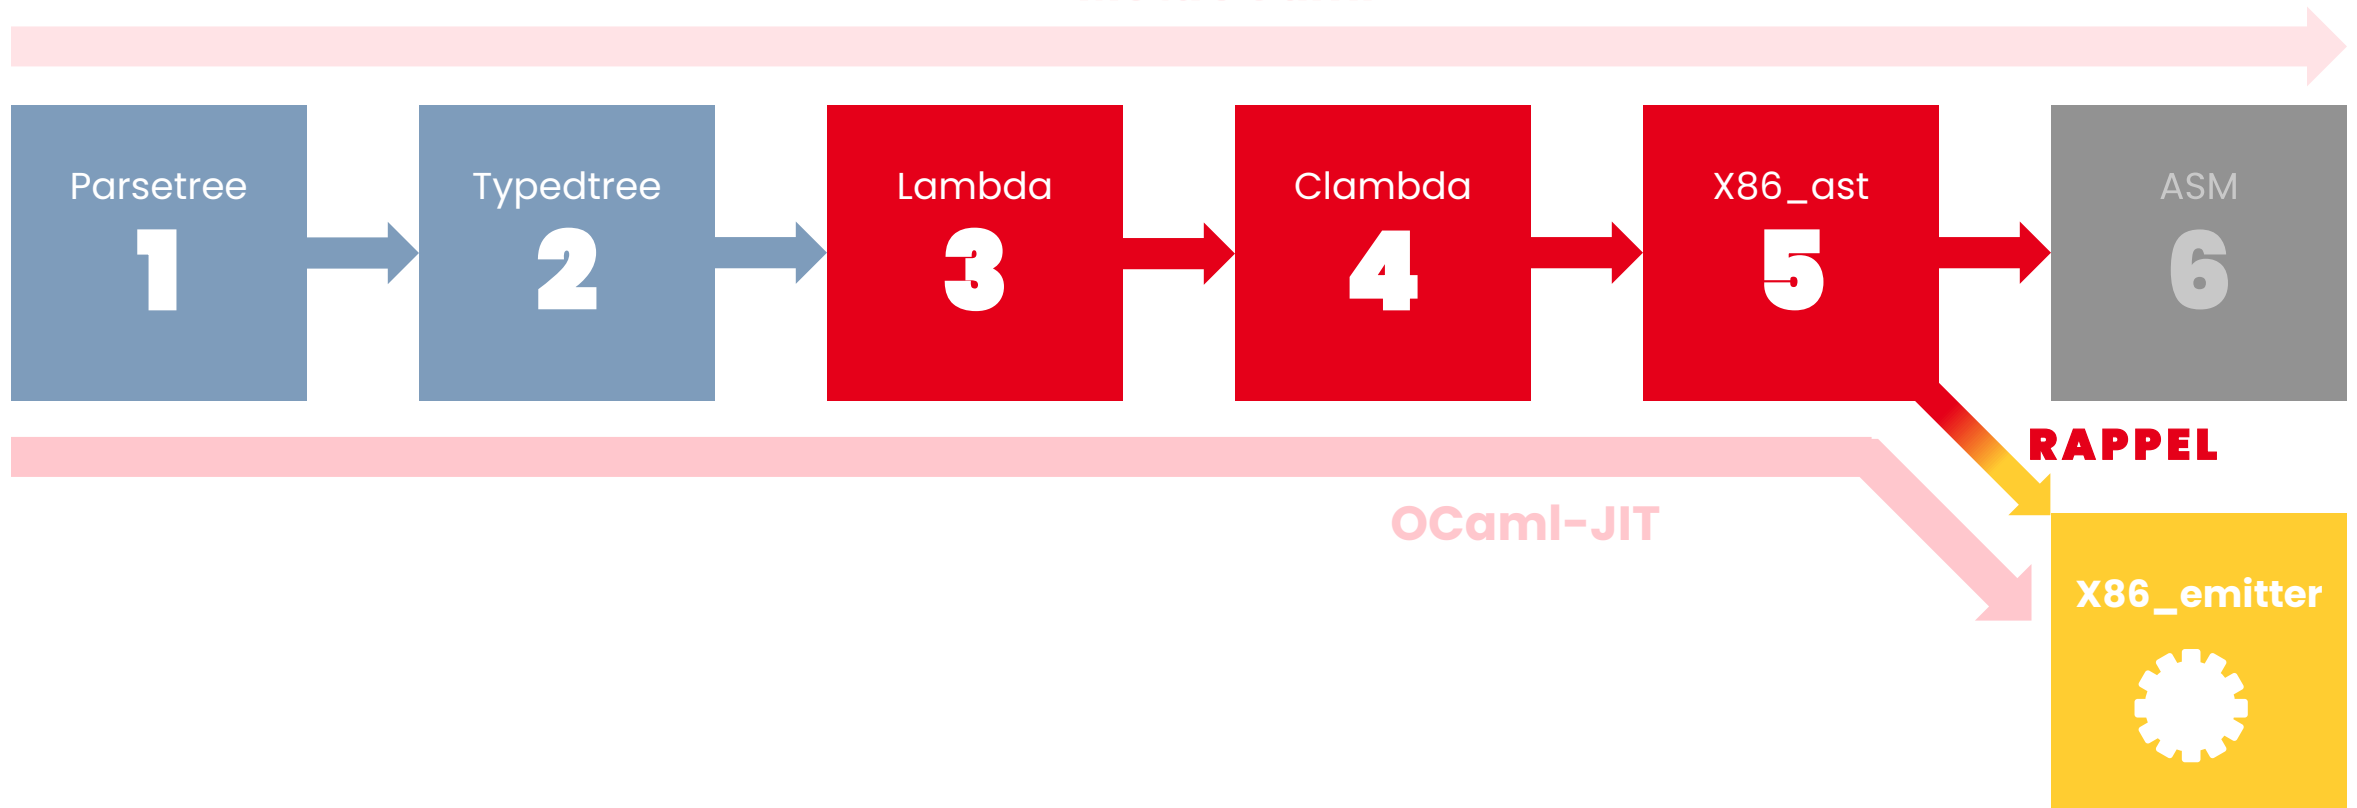 Parsetree
1
Typedtree
2
Lambda
3
Clambda
4
X86_ast
5
ASM
6
RAPPEL
OCaml-JIT
X86_emitter